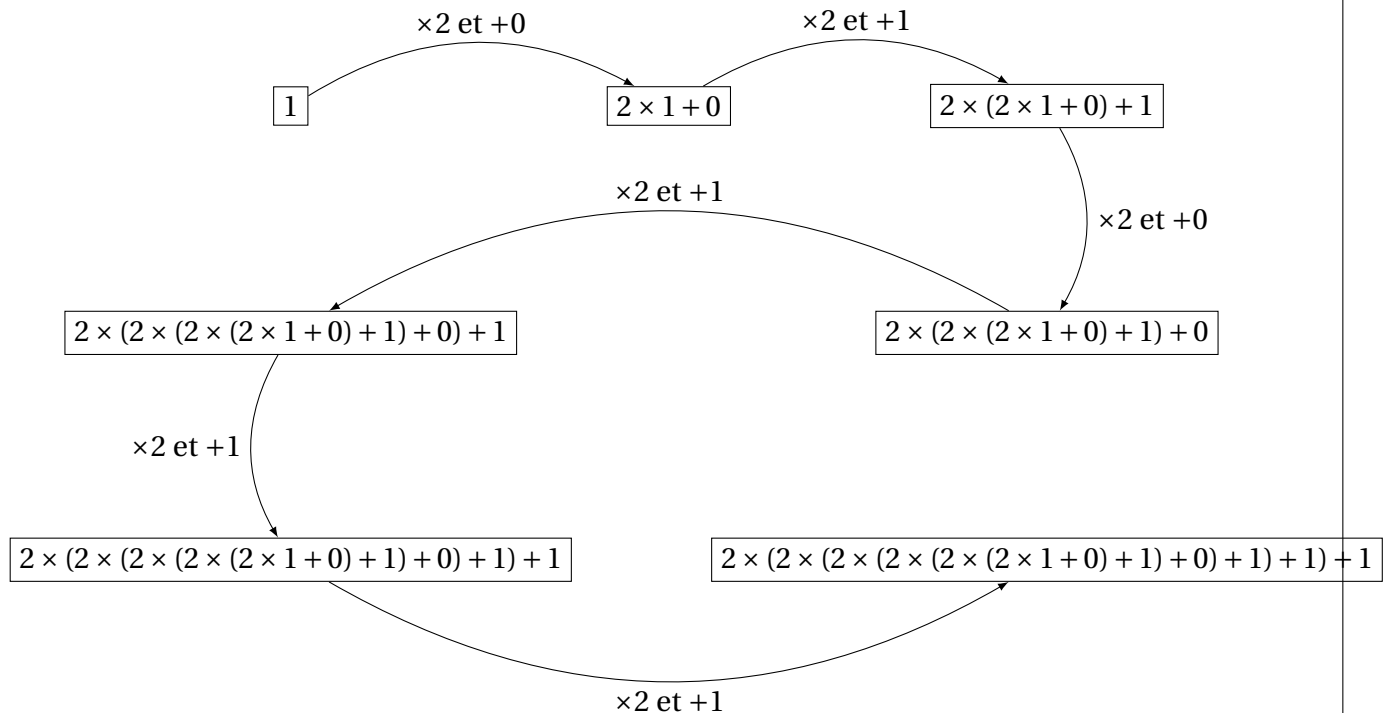 ×2 et +0
×2 et +1
1
2 × 1 + 0
2 × (2 × 1 + 0) + 1
×2 et +1
×2 et +0
2 × (2 × (2 × (2 × 1 + 0) + 1) + 0) + 1
2 × (2 × (2 × 1 + 0) + 1) + 0
×2 et +1
2 × (2 × (2 × (2 × (2 × 1 + 0) + 1) + 0) + 1) + 1
2 × (2 × (2 × (2 × (2 × (2 × 1 + 0) + 1) + 0) + 1) + 1) + 1
×2 et +1